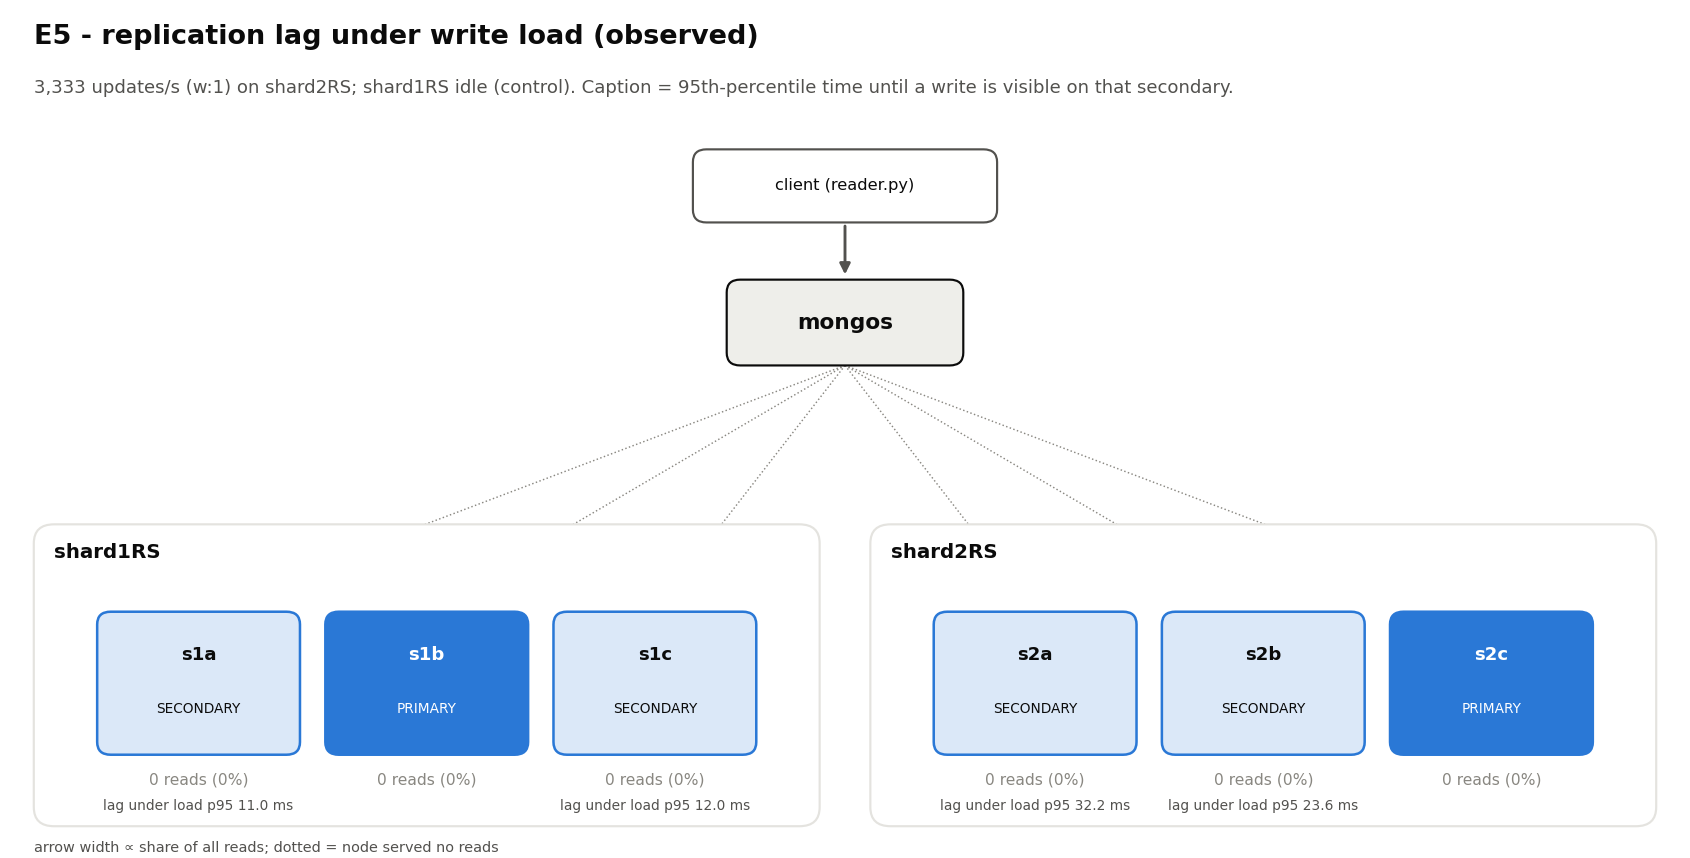 E5 - replication lag under write load (observed)
3,333 updates/s (w:1) on shard2RS; shard1RS idle (control). Caption = 95th-percentile time until a write is visible on that secondary.
client (reader.py)
mongos
shard1RS
s1a
SECONDARY
0 reads (0%)
lag under load p95 11.0 ms
s1b
PRIMARY
0 reads (0%)
s1c
SECONDARY
0 reads (0%)
lag under load p95 12.0 ms
shard2RS
s2a
SECONDARY
0 reads (0%)
lag under load p95 32.2 ms
s2b
SECONDARY
0 reads (0%)
lag under load p95 23.6 ms
s2c
PRIMARY
0 reads (0%)
arrow width ∝ share of all reads; dotted = node served no reads